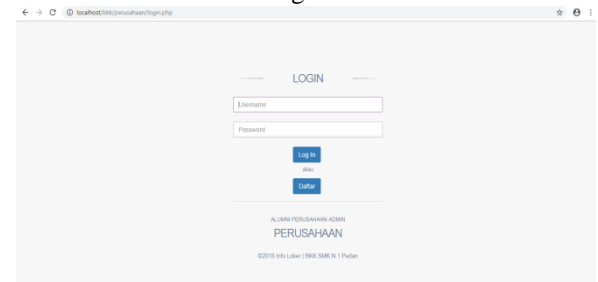 localhost/bkk/perusahaan/login.php
LOGIN
Username
Password
Log In
atau
Daftar
ALUMNI PERUSAHAAN ADMIN
PERUSAHAAN
©2018 Info Loker | BKK SMK N 1 Pedan